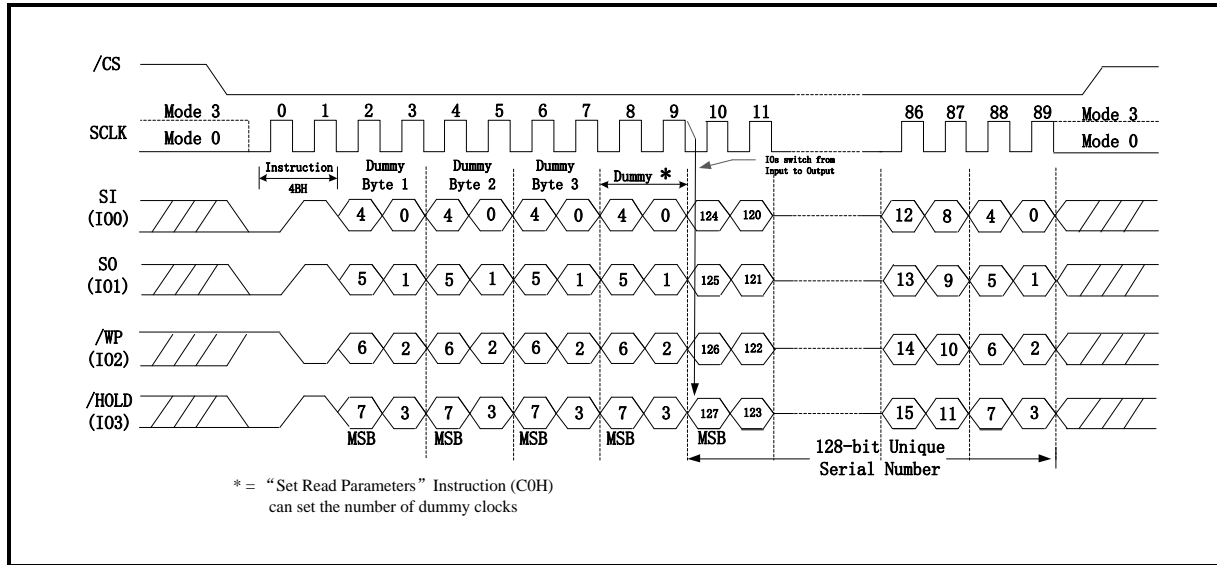 /CS
Mode 3 0 1 2 3 4 5 6 7 8 9 10 11 86 87 88 89 Mode 3
SCLK Mode 0 Mode 0
Instruction
4BH
Dummy
Byte 1
Dummy
Byte 2
Dummy
Byte 3
Dummy *
IOs switch from
Input to Output
SI
(IO0)
4 0 4 0 4 0 4 0 124 120 12 8 4 0
SO
(IO1)
5 1 5 1 5 1 5 1 125 121 13 9 5 1
/WP
(IO2)
6 2 6 2 6 2 6 2 126 122 14 10 6 2
/HOLD
(IO3)
7 3 7 3 7 3 7 3 127 123 15 11 7 3
MSB MSB MSB MSB MSB
128-bit Unique
Serial Number
* = “Set Read Parameters” Instruction (C0H)
can set the number of dummy clocks